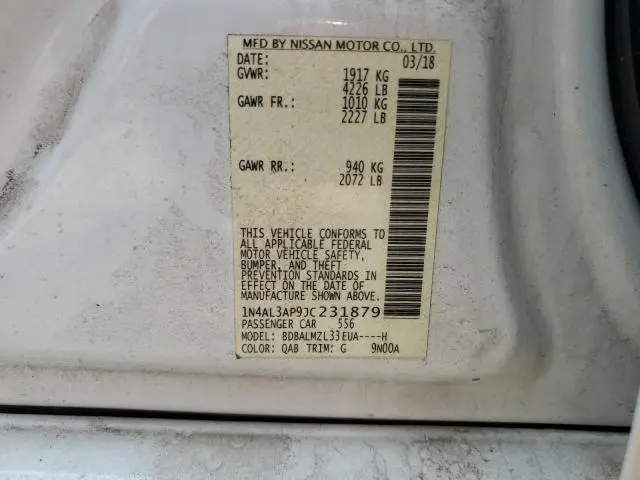 MFD BY NISSAN MOTOR CO., LTD.
DATE: 03/18
GVWR: 1917 KG
4226 LB
GAWR FR.: 1010 KG
2227 LB
GAWR RR.: 940 KG
2072 LB
THIS VEHICLE CONFORMS TO
ALL APPLICABLE FEDERAL
MOTOR VEHICLE SAFETY,
BUMPER, AND THEFT
PREVENTION STANDARDS IN
EFFECT ON THE DATE OF
MANUFACTURE SHOWN ABOVE.
1N4AL3AP9JC231879
PASSENGER CAR 556
MODEL: BDBALMZL33EUA----H
COLOR: QAB TRIM: G 9N00A